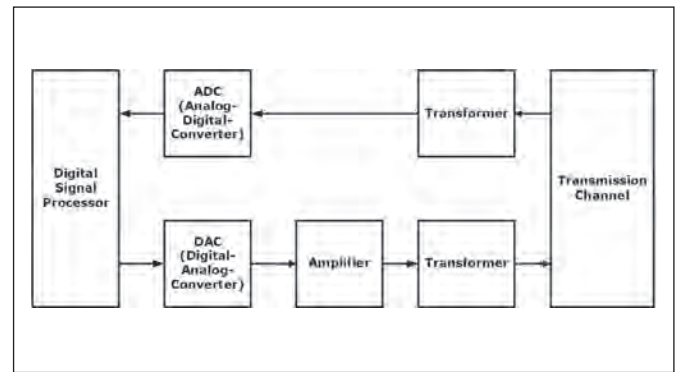 Digital
Signal
Processor
ADC
(Analog-
Digital-
Converter)
Transformer
Transmission
Channel
DAC
(Digital-
Analog-
Converter)
Amplifier
Transformer